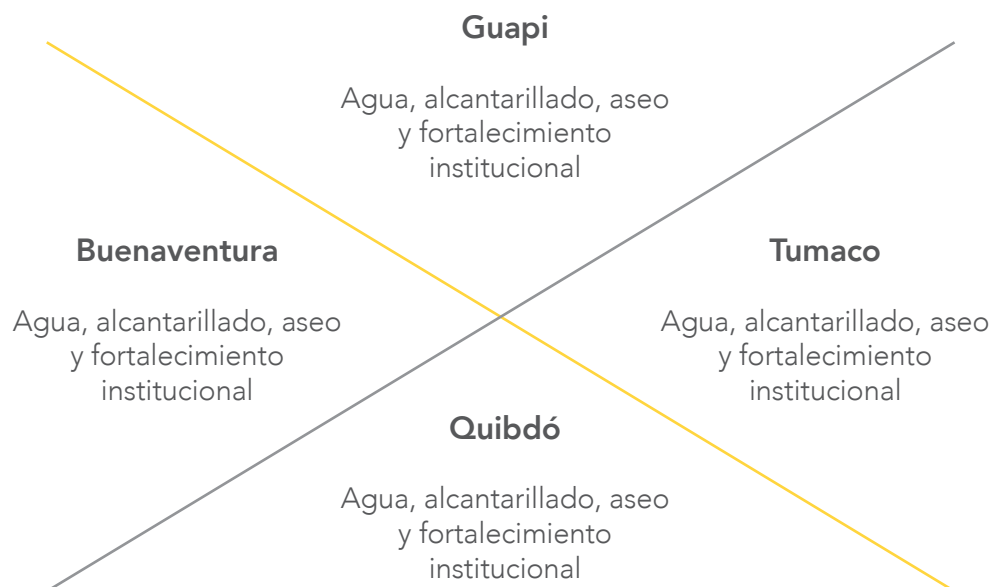 Guapi
Agua, alcantarillado, aseo
y fortalecimiento
institucional
Buenaventura
Agua, alcantarillado, aseo
y fortalecimiento
institucional
Tumaco
Agua, alcantarillado, aseo
y fortalecimiento
institucional
Quibdó
Agua, alcantarillado, aseo
y fortalecimiento
institucional